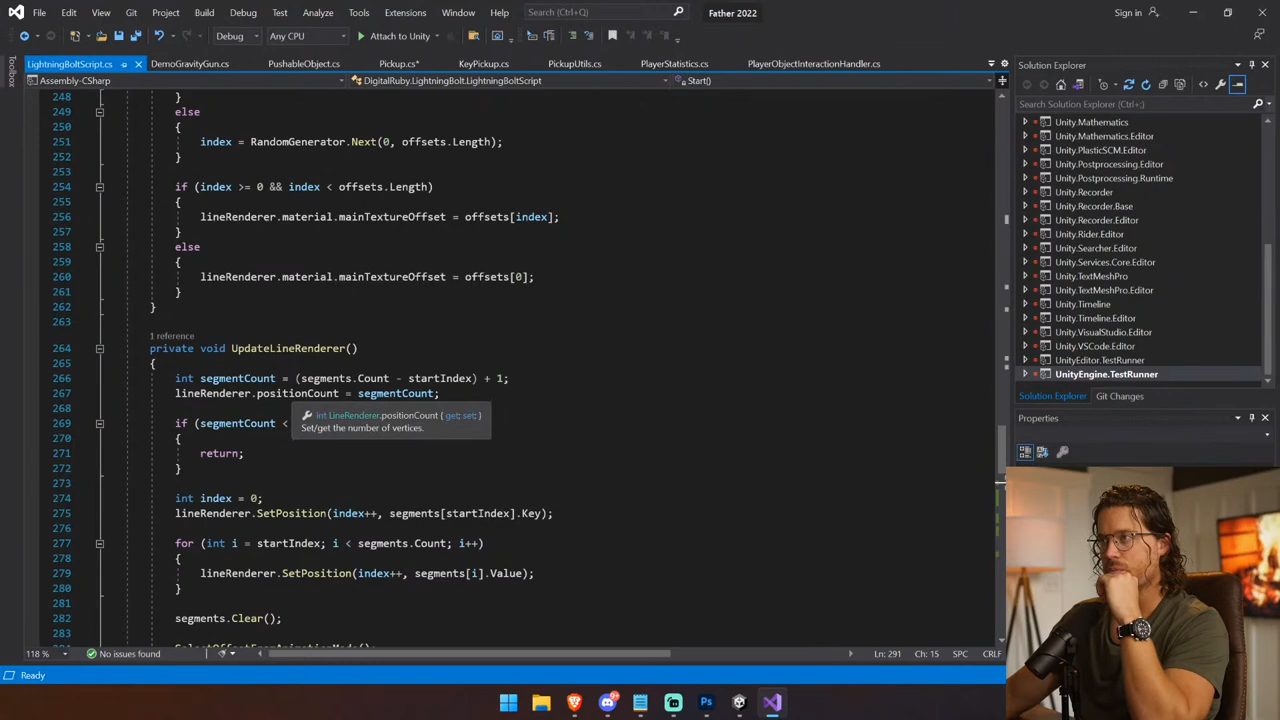 File Edit View Git Project Build Debug Test Analyze Tools Extensions Window Help Search (Ctrl+Q) Father 2022 Sign in
Debug Any CPU Attach to Unity
Toolbox
LightningBoltScript.cs DemoGravityGun.cs PushableObject.cs Pickup.cs* KeyPickup.cs PickupUtils.cs PlayerStatistics.cs PlayerObjectInteractionHandler.cs
Assembly-CSharp DigitalRuby.LightningBolt.LightningBoltScript Start()
248 }
249 else
250 {
251 index = RandomGenerator.Next(0, offsets.Length);
252 }
253
254 if (index >= 0 && index < offsets.Length)
255 {
256 lineRenderer.material.mainTextureOffset = offsets[index];
257 }
258 else
259 {
260 lineRenderer.material.mainTextureOffset = offsets[0];
261 }
262 }
263
1 reference
264 private void UpdateLineRenderer()
265 {
266 int segmentCount = (segments.Count - startIndex) + 1;
267 lineRenderer.positionCount = segmentCount;
268
int LineRenderer.positionCount { get; set; }
Set/get the number of vertices.
269 if (segmentCount <
270 {
271 return;
272 }
273
274 int index = 0;
275 lineRenderer.SetPosition(index++, segments[startIndex].Key);
276
277 for (int i = startIndex; i < segments.Count; i++)
278 {
279 lineRenderer.SetPosition(index++, segments[i].Value);
280 }
281
282 segments.Clear();
283
118 % No issues found Ln: 291 Ch: 15 SPC CRLF
Ready
Solution Explorer
Search Solution Explorer (Ctrl+;)
Unity.Mathematics
Unity.Mathematics.Editor
Unity.PlasticSCM.Editor
Unity.Postprocessing.Editor
Unity.Postprocessing.Runtime
Unity.Recorder
Unity.Recorder.Base
Unity.Recorder.Editor
Unity.Rider.Editor
Unity.Searcher.Editor
Unity.Services.Core.Editor
Unity.TextMeshPro
Unity.TextMeshPro.Editor
Unity.Timeline
Unity.Timeline.Editor
Unity.VisualStudio.Editor
Unity.VSCode.Editor
UnityEditor.TestRunner
UnityEngine.TestRunner
Solution Explorer Git Changes
Properties